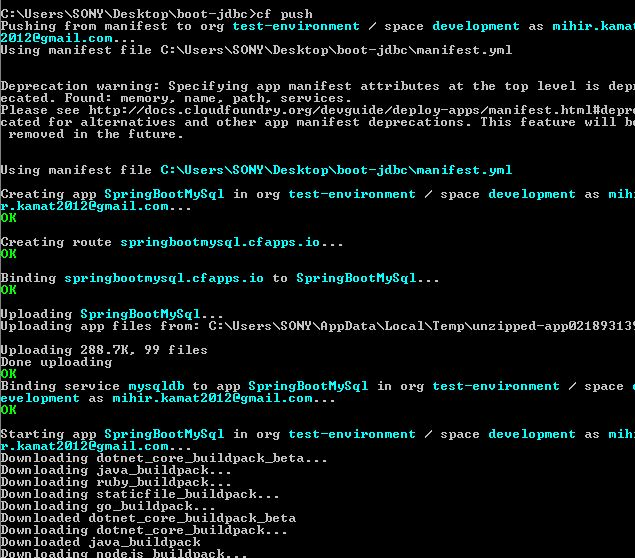 C:\Users\SONY\Desktop\boot-jdbc>cf push
Pushing from manifest to org test-environment / space development as mihir.kamat
2012@gmail.com...
Using manifest file C:\Users\SONY\Desktop\boot-jdbc\manifest.yml
Deprecation warning: Specifying app manifest attributes at the top level is depr
ecated. Found: memory, name, path, services.
Please see http://docs.cloudfoundry.org/devguide/deploy-apps/manifest.html#depre
cated for alternatives and other app manifest deprecations. This feature will be
removed in the future.
Using manifest file C:\Users\SONY\Desktop\boot-jdbc\manifest.yml
Creating app SpringBootMySql in org test-environment / space development as mihi
r.kamat2012@gmail.com...
OK
Creating route springbootmysql.cfapps.io...
OK
Binding springbootmysql.cfapps.io to SpringBootMySql...
OK
Uploading SpringBootMySql...
Uploading app files from: C:\Users\SONY\AppData\Local\Temp\unzipped-app021893139
Uploading 288.7K, 99 files
Done uploading
OK
Binding service mysqldb to app SpringBootMySql in org test-environment / space d
evelopment as mihir.kamat2012@gmail.com...
OK
Starting app SpringBootMySql in org test-environment / space development as mihi
r.kamat2012@gmail.com...
Downloading dotnet_core_buildpack_beta...
Downloading java_buildpack...
Downloading ruby_buildpack...
Downloading staticfile_buildpack...
Downloading go_buildpack...
Downloaded dotnet_core_buildpack_beta
Downloading dotnet_core_buildpack...
Downloaded java_buildpack
Downloading nodejs_buildpack...